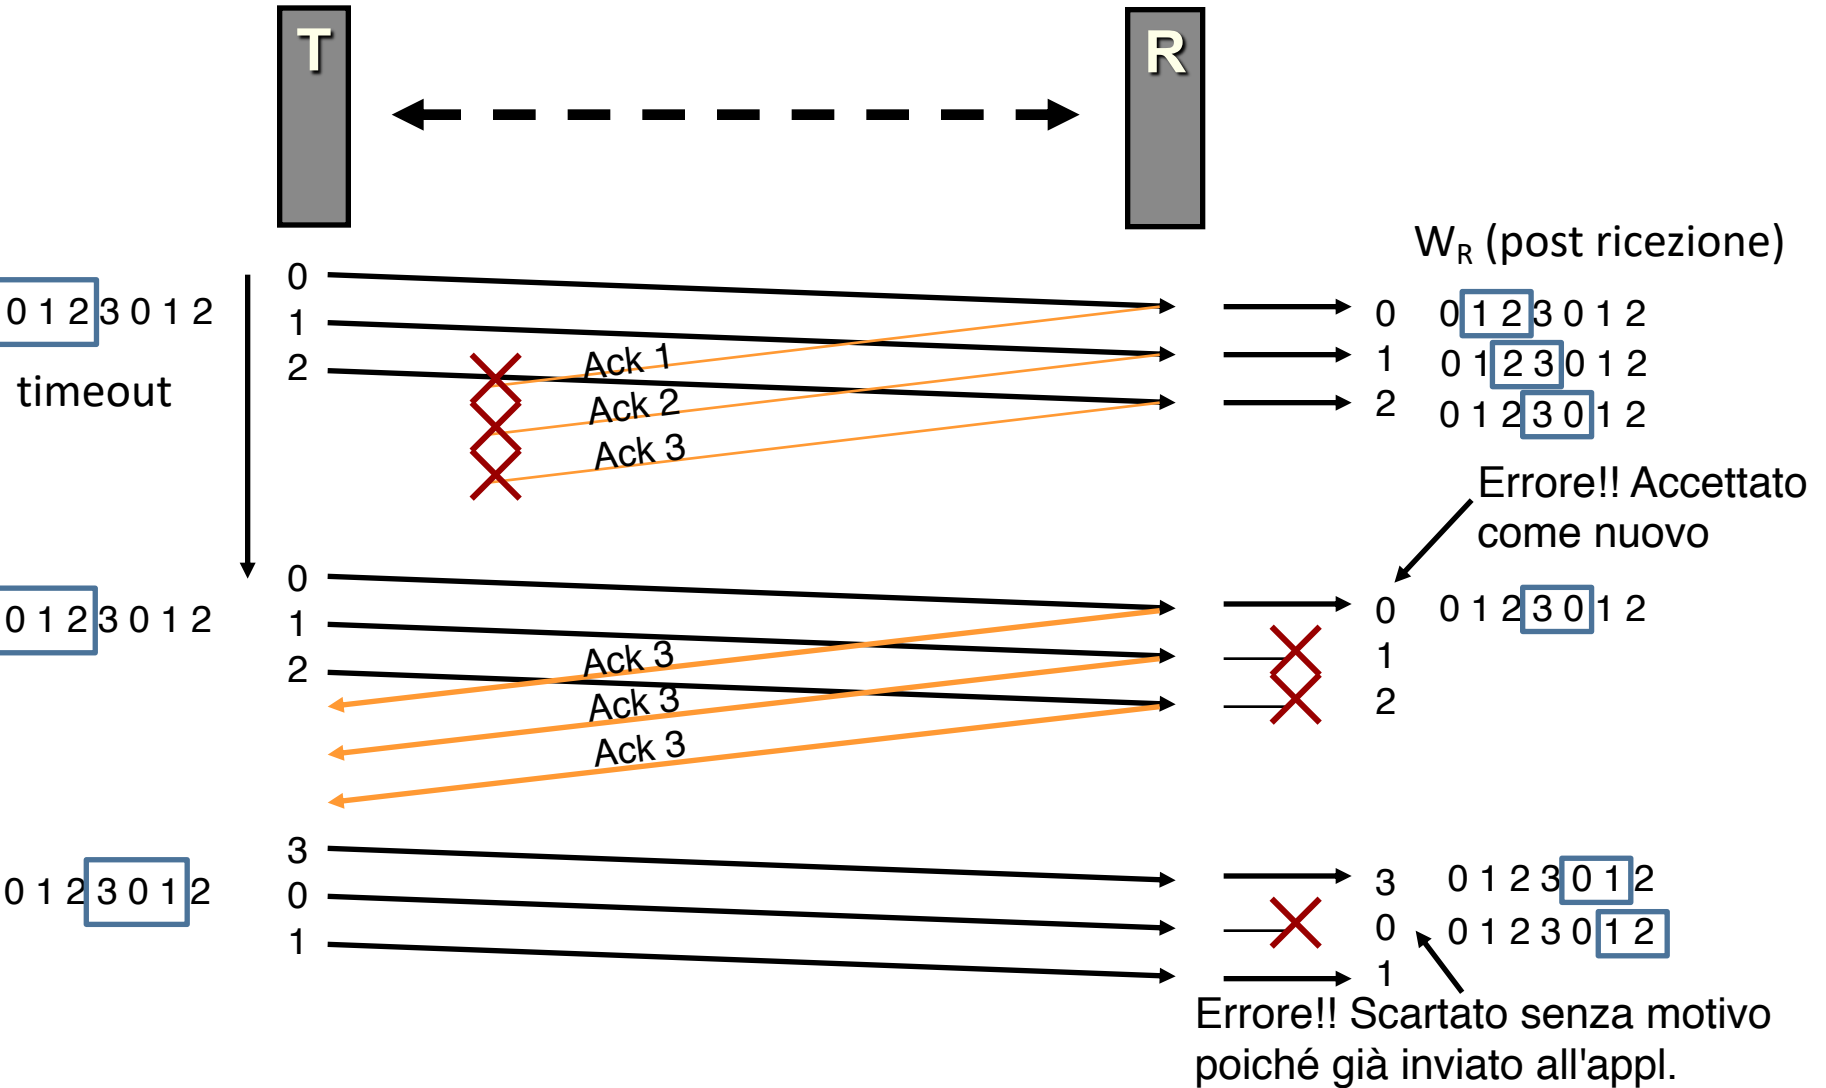 T R
W_R (post ricezione)
0
0 1 2 3 0 1 2
0 0 1 2 3 0 1 2
1
Ack 1
1 0 1 2 3 0 1 2
2
timeout
Ack 2
2 0 1 2 3 0 1 2
Ack 3
Errore!! Accettato
come nuovo
0
0 1 2 3 0 1 2
0 0 1 2 3 0 1 2
1
Ack 3
1
2
Ack 3
2
Ack 3
3
0 1 2 3 0 1 2
3 0 1 2 3 0 1 2
0
0 0 1 2 3 0 1 2
1
1
Errore!! Scartato senza motivo
poiché già inviato all'appl.